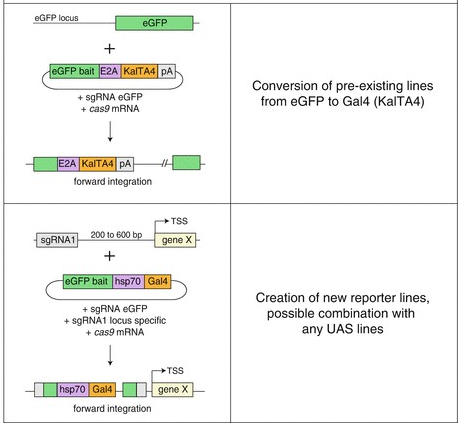 eGFP locus
eGFP
+
eGFP bait E2A KalTA4 pA
+ sgRNA eGFP
+ cas9 mRNA
E2A KalTA4 pA
//
forward integration
Conversion of pre-existing lines
from eGFP to Gal4 (KalTA4)
TSS
sgRNA1 200 to 600 bp gene X
+
eGFP bait hsp70 Gal4
+ sgRNA eGFP
+ sgRNA1 locus specific
+ cas9 mRNA
TSS
hsp70 Gal4 gene X
forward integration
Creation of new reporter lines,
possible combination with
any UAS lines